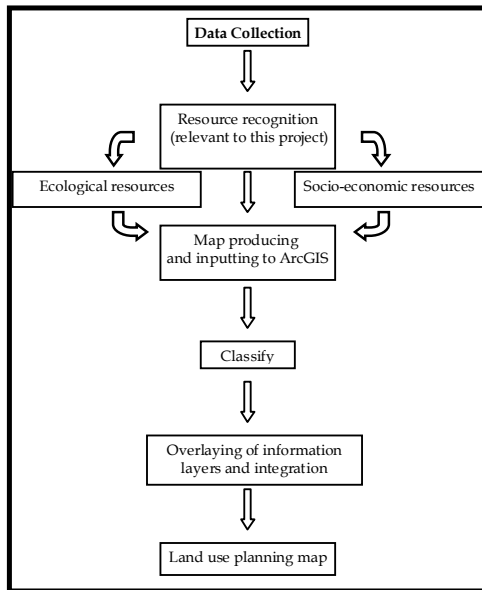 Data Collection
Resource recognition
(relevant to this project)
Ecological resources
Socio-economic resources
Map producing
and inputting to ArcGIS
Classify
Overlaying of information
layers and integration
Land use planning map